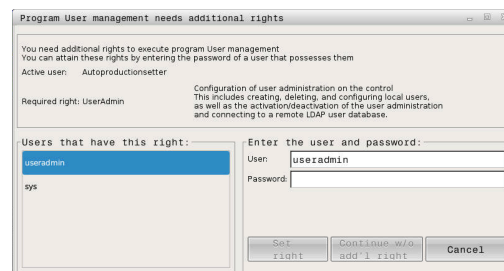 Program User management needs additional rights
You need additional rights to execute program User management
You can attain these rights by entering the password of a user that possesses them
Active user: Autoproductionsetter
Required right: UserAdmin
Configuration of user administration on the control
This includes creating, deleting, and configuring local users,
as well as the activation/deactivation of the user administration
and connecting to a remote LDAP user database.
Users that have this right:
useradmin
sys
Enter the user and password:
User: useradmin
Password:
Set
right
Continue w/o
add'l right
Cancel